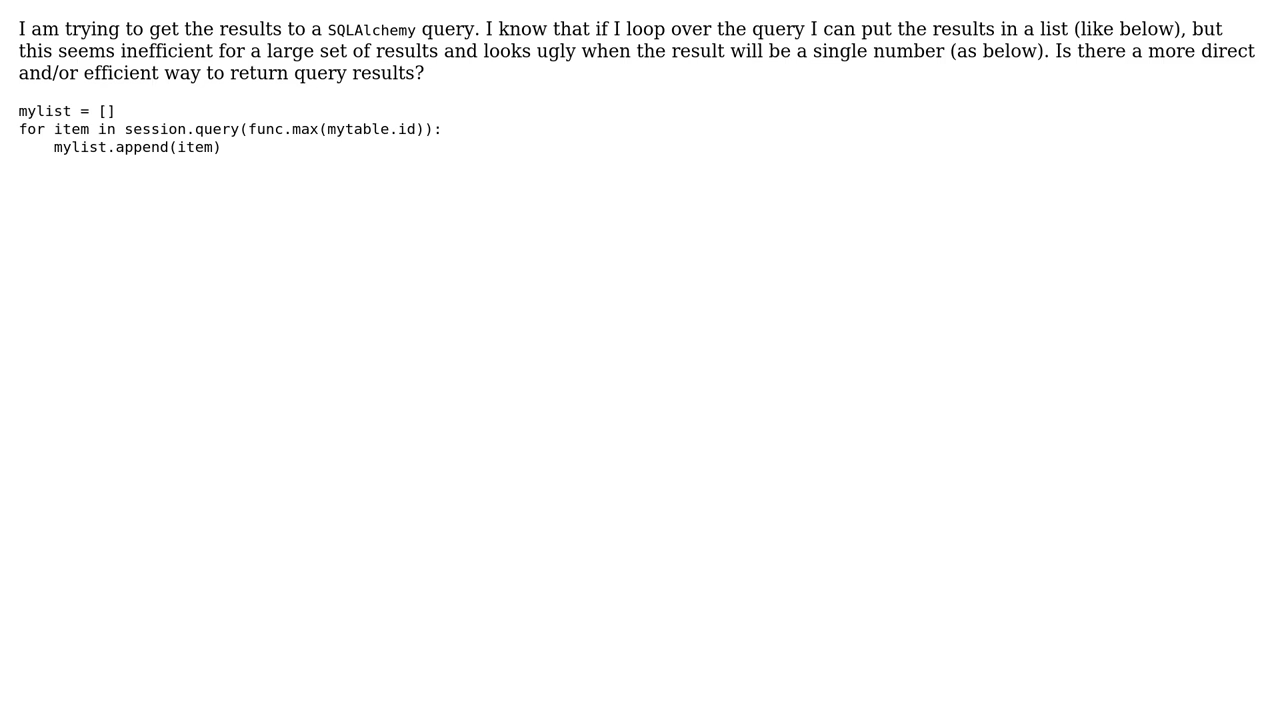 I am trying to get the results to a SQLAlchemy query. I know that if I loop over the query I can put the results in a list (like below), but
this seems inefficient for a large set of results and looks ugly when the result will be a single number (as below). Is there a more direct
and/or efficient way to return query results?
mylist = []
for item in session.query(func.max(mytable.id)):
    mylist.append(item)